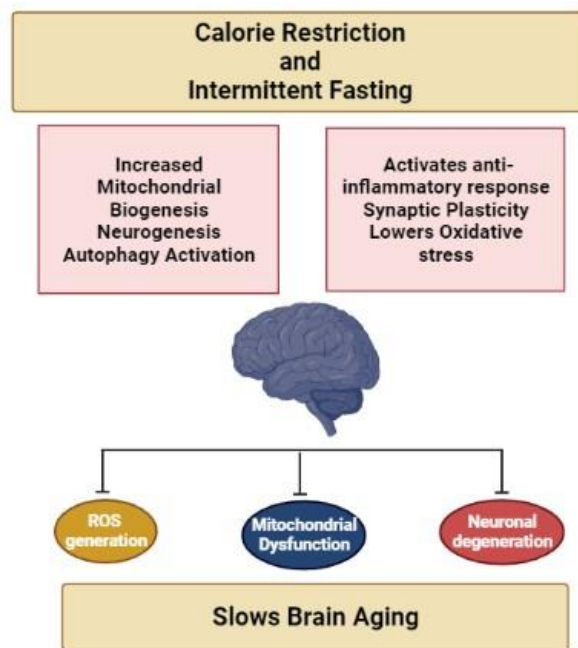 Calorie Restriction
and
Intermittent Fasting
Increased
Mitochondrial
Biogenesis
Neurogenesis
Autophagy Activation
Activates anti-
inflammatory response
Synaptic Plasticity
Lowers Oxidative
stress
ROS
generation
Mitochondrial
Dysfunction
Neuronal
degeneration
Slows Brain Aging